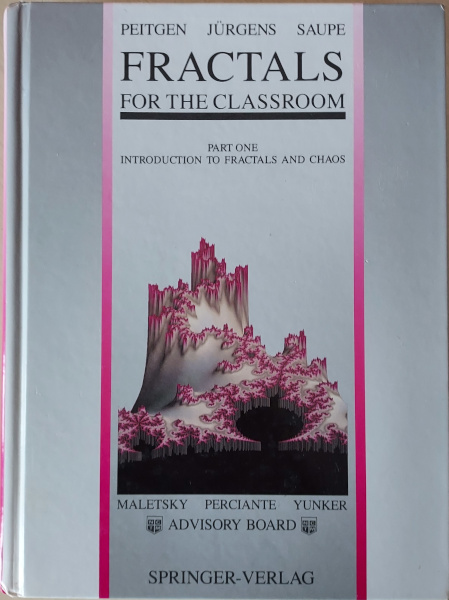 PEITGEN JÜRGENS SAUPE
FRACTALS
FOR THE CLASSROOM
PART ONE
INTRODUCTION TO FRACTALS AND CHAOS
MALETSKY PERCIANTE YUNKER
ADVISORY BOARD
SPRINGER-VERLAG